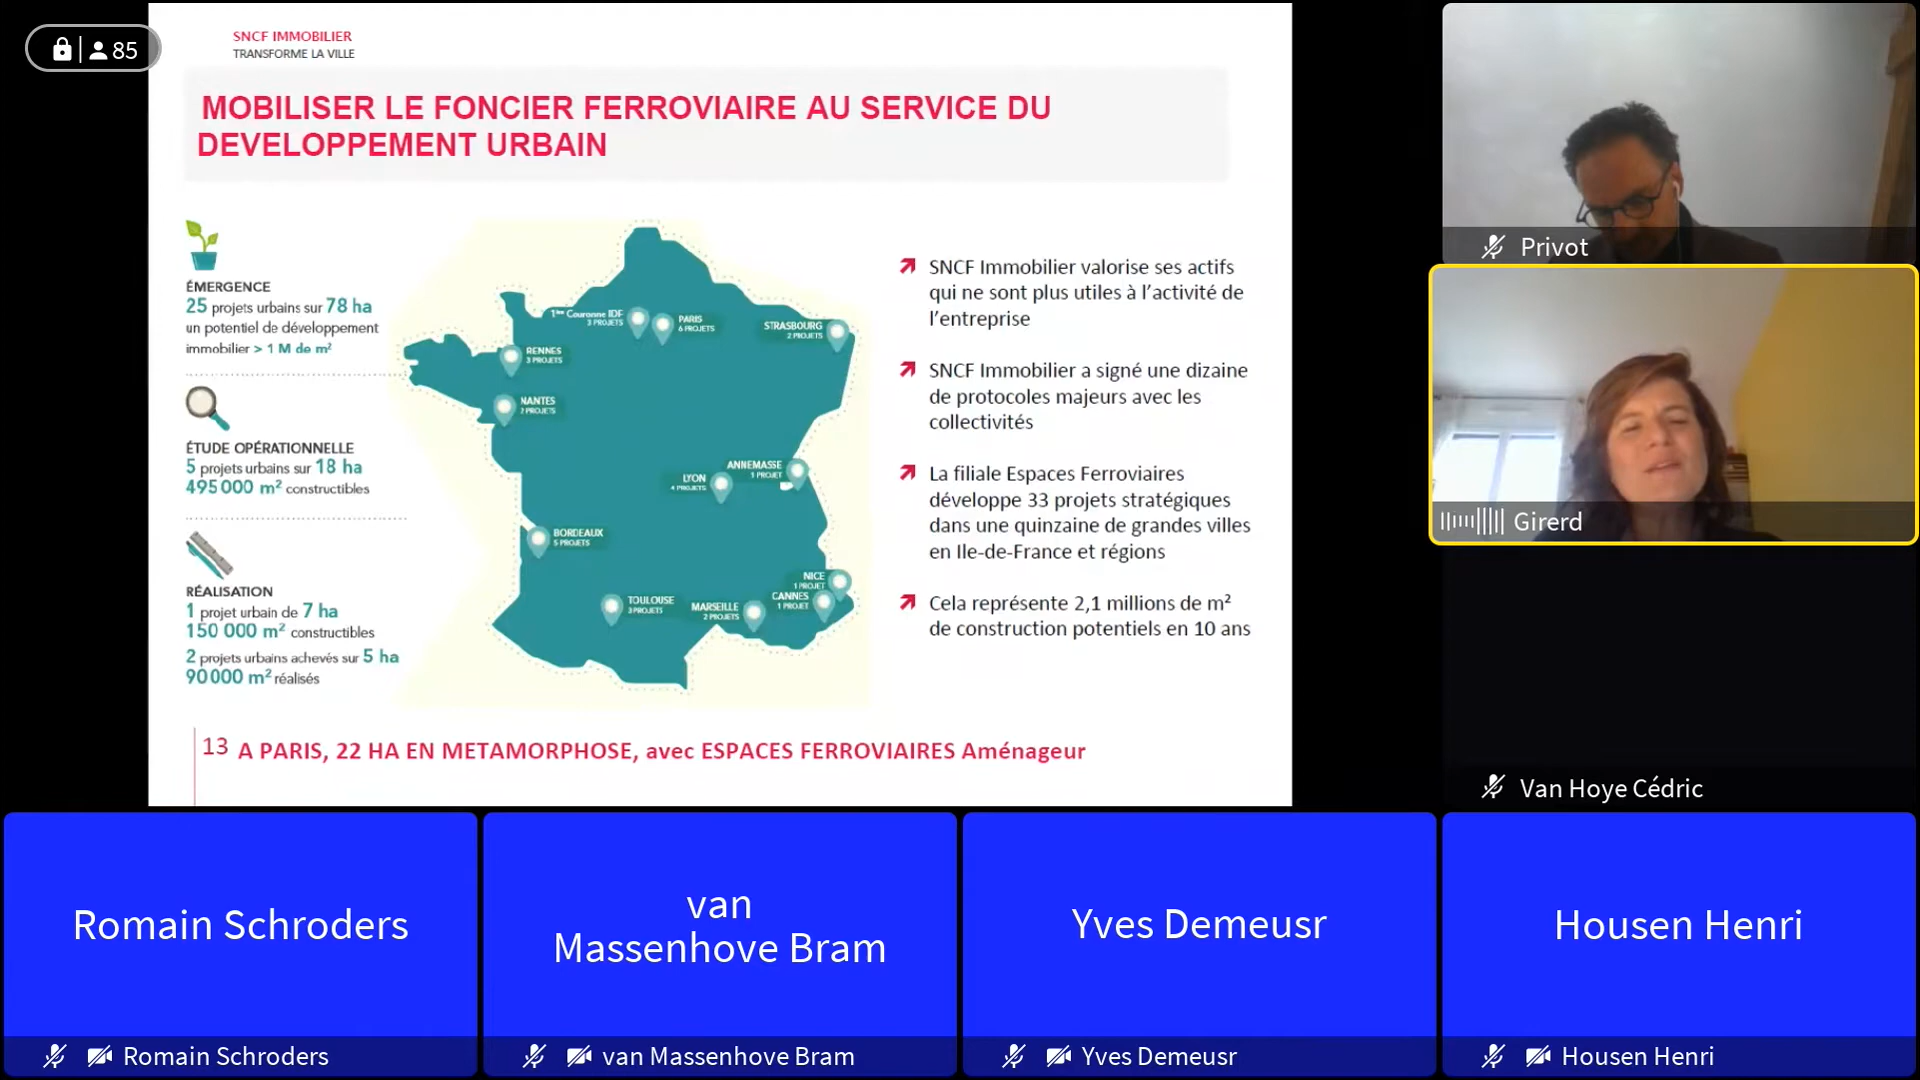 85
SNCF IMMOBILIER
TRANSFORME LA VILLE
MOBILISER LE FONCIER FERROVIAIRE AU SERVICE DU
DEVELOPPEMENT URBAIN
ÉMERGENCE
25 projets urbains sur 78 ha
un potentiel de développement
immobilier > 1 M de m²
ÉTUDE OPÉRATIONNELLE
5 projets urbains sur 18 ha
495 000 m² constructibles
RÉALISATION
1 projet urbain de 7 ha
150 000 m² constructibles
2 projets urbains achevés sur 5 ha
90 000 m² réalisés
1ère Couronne IDF
3 PROJETS
PARIS
6 PROJETS
STRASBOURG
2 PROJETS
RENNES
3 PROJETS
NANTES
2 PROJETS
ANNEMASSE
1 PROJET
LYON
4 PROJETS
BORDEAUX
5 PROJETS
NICE
1 PROJET
CANNES
1 PROJET
TOULOUSE
3 PROJETS
MARSEILLE
2 PROJETS
SNCF Immobilier valorise ses actifs
qui ne sont plus utiles à l’activité de
l’entreprise
SNCF Immobilier a signé une dizaine
de protocoles majeurs avec les
collectivités
La filiale Espaces Ferroviaires
développe 33 projets stratégiques
dans une quinzaine de grandes villes
en Ile-de-France et régions
Cela représente 2,1 millions de m²
de construction potentiels en 10 ans
13 A PARIS, 22 HA EN METAMORPHOSE, avec ESPACES FERROVIAIRES Aménageur
Privot
Girerd
Van Hoye Cédric
Romain Schroders
van
Massenhove Bram
Yves Demeusr
Housen Henri
Romain Schroders
van Massenhove Bram
Yves Demeusr
Housen Henri